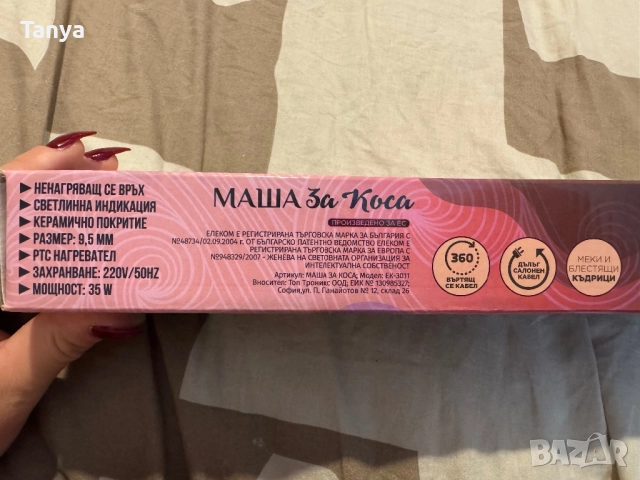 Tanya
➤ НЕНАГРЯВАЩ СЕ ВРЪХ
➤ СВЕТЛИННА ИНДИКАЦИЯ
➤ КЕРАМИЧНО ПОКРИТИЕ
➤ РАЗМЕР: 9,5 ММ
➤ PTC НАГРЕВАТЕЛ
➤ ЗАХРАНВАНЕ: 220V/50HZ
➤ МОЩНОСТ: 35 W
МАША За Коса
ПРОИЗВЕДЕНО ЗА ЕС
ЕЛЕКОМ Е РЕГИСТРИРАНА ТЪРГОВСКА МАРКА ЗА БЪЛГАРИЯ С
№48734/02.09.2004 г. ОТ БЪЛГАРСКО ПАТЕНТНО ВЕДОМСТВО ЕЛЕКОМ Е
РЕГИСТРИРАНА ТЪРГОВСКА МАРКА ЗА ЕВРОПА С
№948329/2007 - ЖЕНЕВА НА СВЕТОВНАТА ОРГАНИЗАЦИЯ ЗА
ИНТЕЛЕКТУАЛНА СОБСТВЕНОСТ
Артикул: МАША ЗА КОСА; Модел: ЕК-3011
Вносител: Топ Троник ООД; ЕИК № 130985327;
София,ул. П. Панайотов № 12, склад 26
360
ВЪРТЯЩ
СЕ КАБЕЛ
ДЪЛЪГ
САЛОНЕН
КАБЕЛ
МЕКИ И
БЛЕСТЯЩИ
КЪДРИЦИ
BAZAR